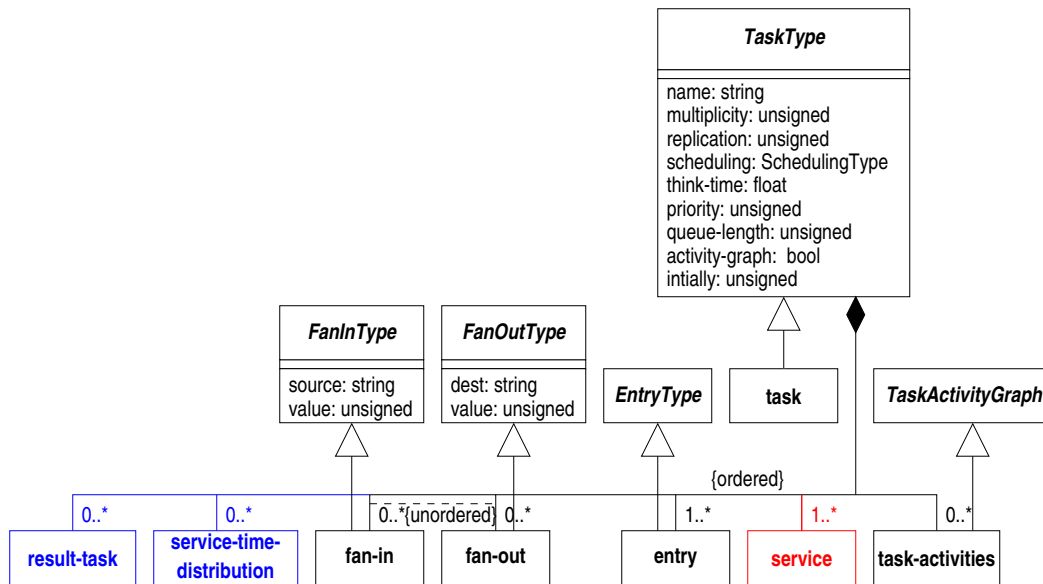 TaskType
name: string
multiplicity: unsigned
replication: unsigned
scheduling: SchedulingType
think-time: float
priority: unsigned
queue-length: unsigned
activity-graph: bool
intially: unsigned
FanInType
source: string
value: unsigned
FanOutType
dest: string
value: unsigned
EntryType
task
TaskActivityGraph
{ordered}
0..*
0..*
0..*
{unordered}
0..*
1..*
1..*
0..*
result-task
service-time-
distribution
fan-in
fan-out
entry
service
task-activities